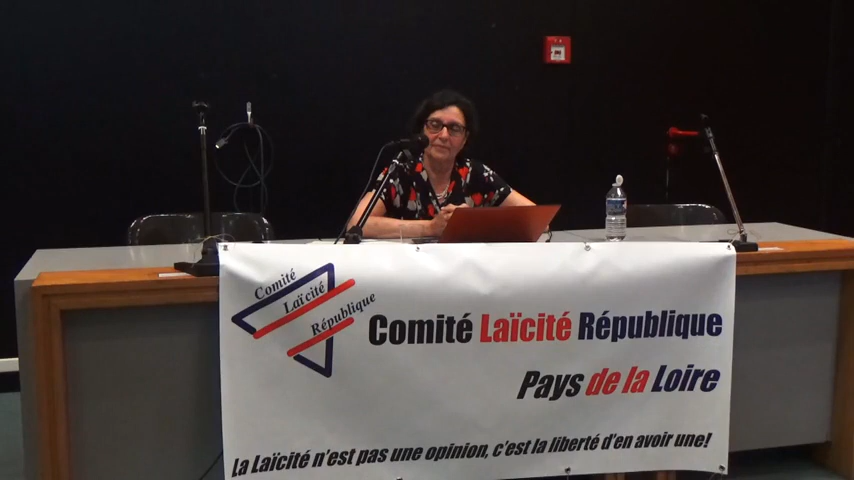 Comité
Laïcité
République
Comité Laïcité République
Pays de la Loire
La Laïcité n'est pas une opinion, c'est la liberté d'en avoir une!